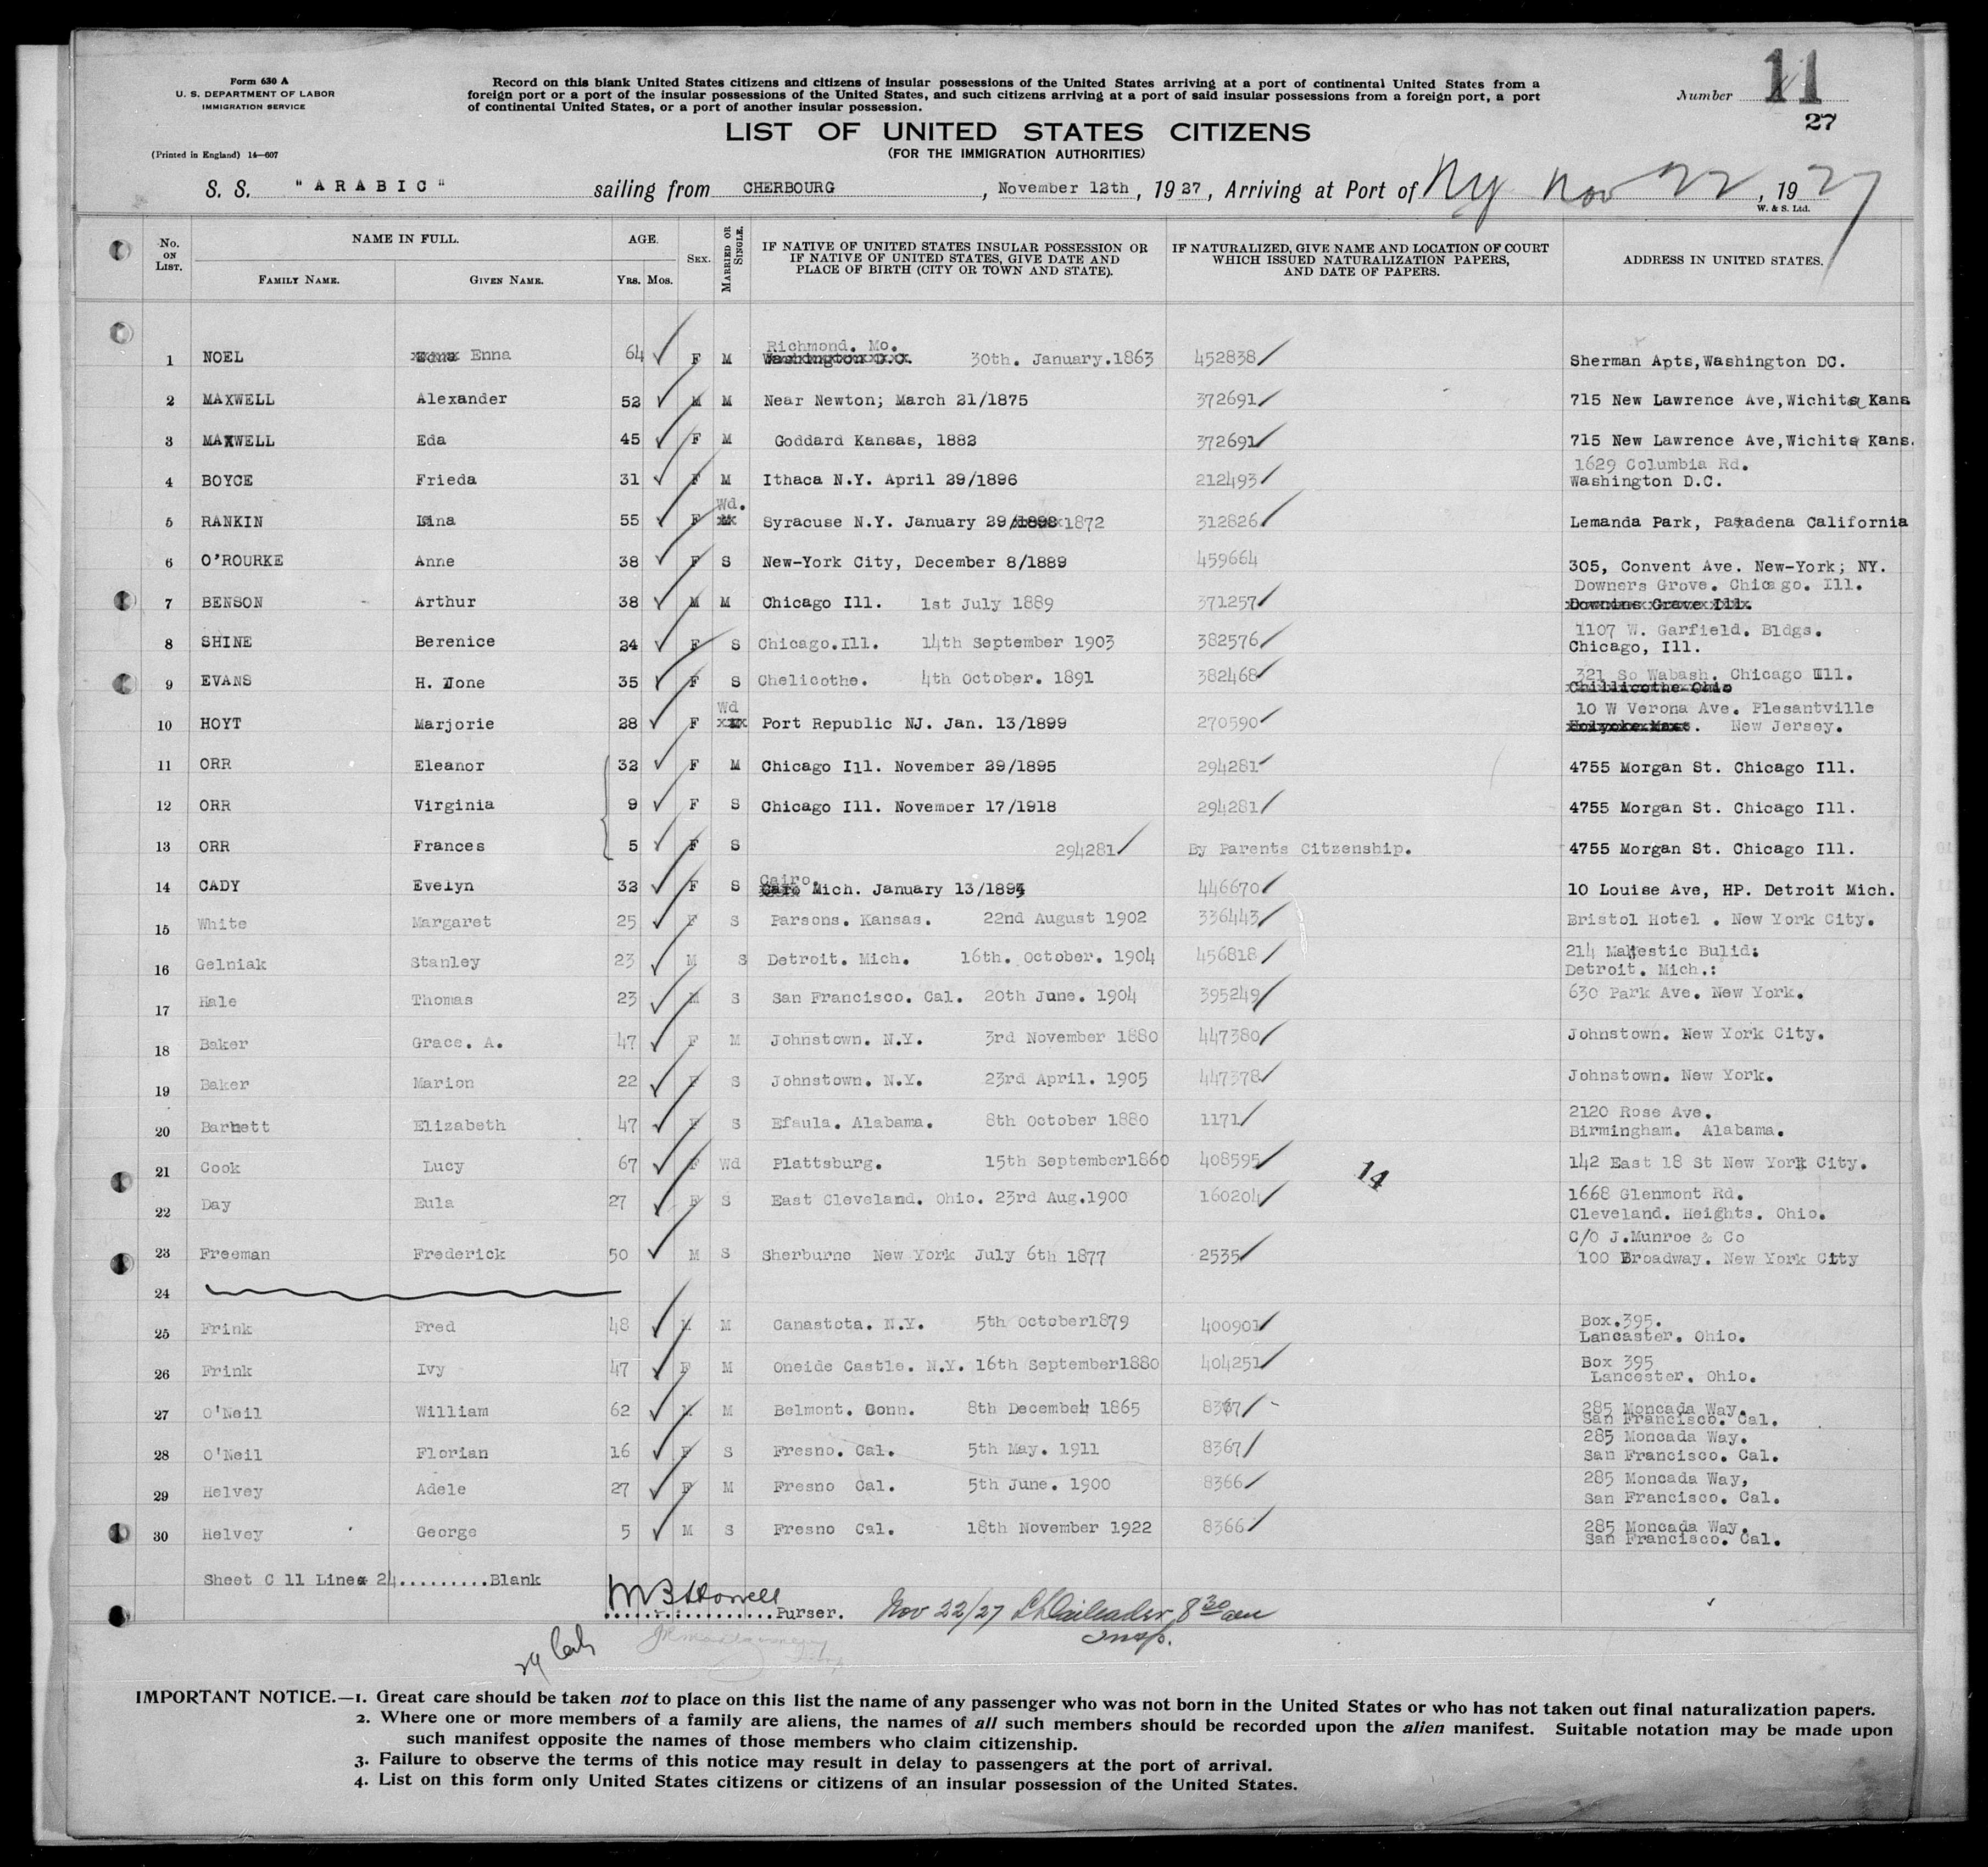 Form 630 A
U. S. DEPARTMENT OF LABOR
IMMIGRATION SERVICE
(Printed in England) 14—607
Record on this blank United States citizens and citizens of insular possessions of the United States arriving at a port of continental United States from a
foreign port or a port of the insular possessions of the United States, and such citizens arriving at a port of said insular possessions from a foreign port, a port
of continental United States, or a port of another insular possession.
Number 11
27
LIST OF UNITED STATES CITIZENS
(FOR THE IMMIGRATION AUTHORITIES)
S. S. "ARABIC" sailing from CHERBOURG, November 12th, 1927, Arriving at Port of NY Nov 22, 1927
W. & S. Ltd.
No. ON LIST. NAME IN FULL. FAMILY NAME. GIVEN NAME. AGE. YRS. MOS. SEX. MARRIED OR SINGLE. IF NATIVE OF UNITED STATES INSULAR POSSESSION OR IF NATIVE OF UNITED STATES, GIVE DATE AND PLACE OF BIRTH (CITY OR TOWN AND STATE). IF NATURALIZED, GIVE NAME AND LOCATION OF COURT WHICH ISSUED NATURALIZATION PAPERS, AND DATE OF PAPERS. ADDRESS IN UNITED STATES.
1 NOEL Edna Enna 64 F M Richmond. Mo. Washington D.C. 30th. January.1863 452838 Sherman Apts,Washington DC.
2 MAXWELL Alexander 52 M M Near Newton; March 21/1875 372691 715 New Lawrence Ave,Wichita Kans
3 MAXWELL Eda 45 F M Goddard Kansas, 1882 372691 715 New Lawrence Ave,Wichita Kans.
4 BOYCE Frieda 31 F M Ithaca N.Y. April 29/1896 212493 1629 Columbia Rd. Washington D.C.
5 RANKIN Lina 55 F Wd. Syracuse N.Y. January 29/1892 1872 312826 Lemanda Park, Pasadena California
6 O'ROURKE Anne 38 F S New-York City, December 8/1889 459664 305, Convent Ave. New-York; NY.
7 BENSON Arthur 38 M M Chicago Ill. 1st July 1889 371257 Downers Grove. Chicago. Ill. Downins Grove Ill.
8 SHINE Berenice 24 F S Chicago.Ill. 14th September 1903 382576 1107 W. Garfield. Bldgs. Chicago, Ill.
9 EVANS H. Ione 35 F S Chelicothe. 4th October. 1891 382468 321 So Wabash. Chicago Ill. Chillicothe Ohio
10 HOYT Marjorie 28 F Wd Port Republic NJ. Jan. 13/1899 270590 10 W Verona Ave. Plesantville Holyoke Mass. New Jersey.
11 ORR Eleanor 32 F M Chicago Ill. November 29/1895 294281 4755 Morgan St. Chicago Ill.
12 ORR Virginia 9 F S Chicago Ill. November 17/1918 294281 4755 Morgan St. Chicago Ill.
13 ORR Frances 5 F S 294281 By Parents Citzenship. 4755 Morgan St. Chicago Ill.
14 CADY Evelyn 32 F S Cairo. Caro Mich. January 13/1894 446670 10 Louise Ave, HP. Detroit Mich.
15 White Margaret 25 F S Parsons. Kansas. 22nd August 1902 336443 Bristol Hotel . New York City.
16 Gelniak Stanley 23 M S Detroit. Mich. 16th. October. 1904 456818 214 Majestic Bulid: Detroit. Mich.:
17 Hale Thomas 23 M S San Francisco. Cal. 20th June. 1904 395249 630 Park Ave. New York.
18 Baker Grace. A. 47 F M Johnstown. N.Y. 3rd November 1880 447380 Johnstown. New York City.
19 Baker Marion 22 F S Johnstown. N.Y. 23rd April. 1905 447378 Johnstown. New York.
20 Barnett Elizabeth 47 F S Efaula. Alabama. 8th October 1880 1171 2120 Rose Ave. Birmingham. Alabama.
21 Cook Lucy 67 F Wd Plattsburg. 15th September1860 408595 14 142 East 18 St New York City.
22 Day Eula 27 F S East Cleveland. Ohio. 23rd Aug.1900 160204 1668 Glenmont Rd. Cleveland. Heights. Ohio.
23 Freeman Frederick 50 M S Sherburne New York July 6th 1877 2535 C/O J.Munroe & Co 100 Broadway. New York City
24
25 Frink Fred 48 M M Canastota. N.Y. 5th October1879 400901 Box.395. Lancaster. Ohio.
26 Frink Ivy 47 F M Oneide Castle. N.Y. 16th September1880 404251 Box 395 Lancester. Ohio.
27 O'Neil William 62 M M Belmont. Conn. 8th December 1865 8367 285 Moncada Way. San Francisco. Cal.
28 O'Neil Florian 16 F S Fresno. Cal. 5th May. 1911 8367 285 Moncada Way. San Francisco. Cal.
29 Helvey Adele 27 F M Fresno Cal. 5th June. 1900 8366 285 Moncada Way, San Francisco. Cal.
30 Helvey George 5 M S Fresno Cal. 18th November 1922 8366 285 Moncada Way. San Francisco. Cal.
Sheet C 11 Line 24.........Blank
Purser. Nov 22/27 8 30 am
Insp.
IMPORTANT NOTICE.—1. Great care should be taken not to place on this list the name of any passenger who was not born in the United States or who has not taken out final naturalization papers.
2. Where one or more members of a family are aliens, the names of all such members should be recorded upon the alien manifest. Suitable notation may be made upon
such manifest opposite the names of those members who claim citizenship.
3. Failure to observe the terms of this notice may result in delay to passengers at the port of arrival.
4. List on this form only United States citizens or citizens of an insular possession of the United States.